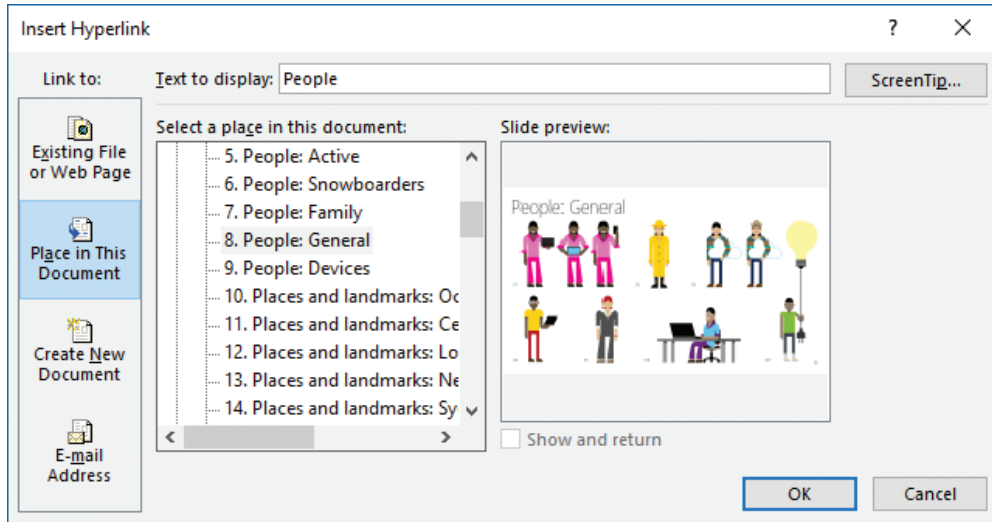 Insert Hyperlink
?
Link to:
Text to display: People
ScreenTip...
Existing File
or Web Page
Place in This
Document
Create New
Document
E-mail
Address
Select a place in this document:
5. People: Active
6. People: Snowboarders
7. People: Family
8. People: General
9. People: Devices
10. Places and landmarks: Oc
11. Places and landmarks: Ce
12. Places and landmarks: Lo
13. Places and landmarks: Ne
14. Places and landmarks: Sy
Slide preview:
People: General
Show and return
OK
Cancel